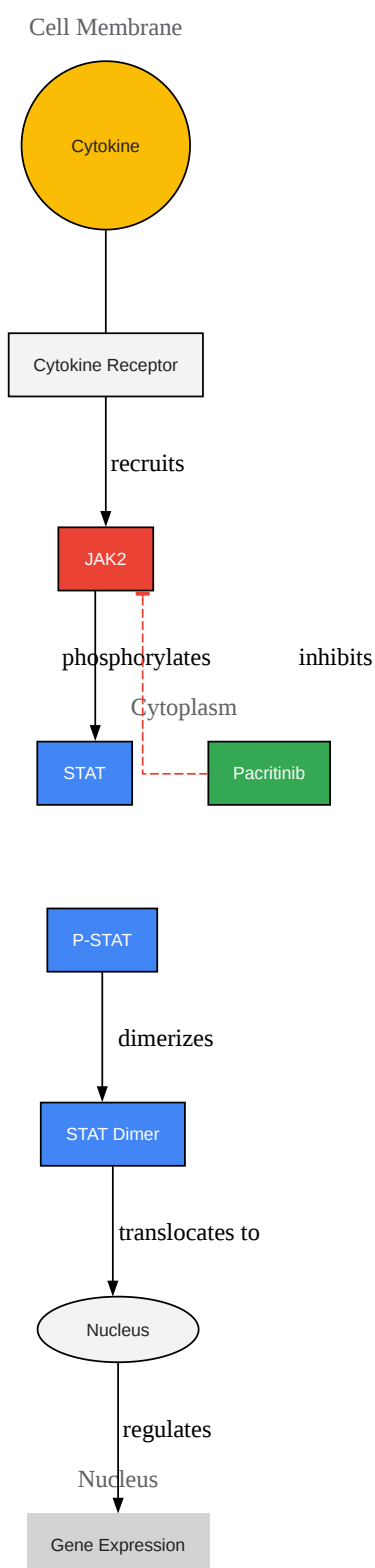 Cell Membrane
Cytokine
Cytokine Receptor
recruits
JAK2
phosphorylates
inhibits
Cytoplasm
STAT
Pacritinib
P-STAT
dimerizes
STAT Dimer
translocates to
Nucleus
regulates
Nucleus
Gene Expression